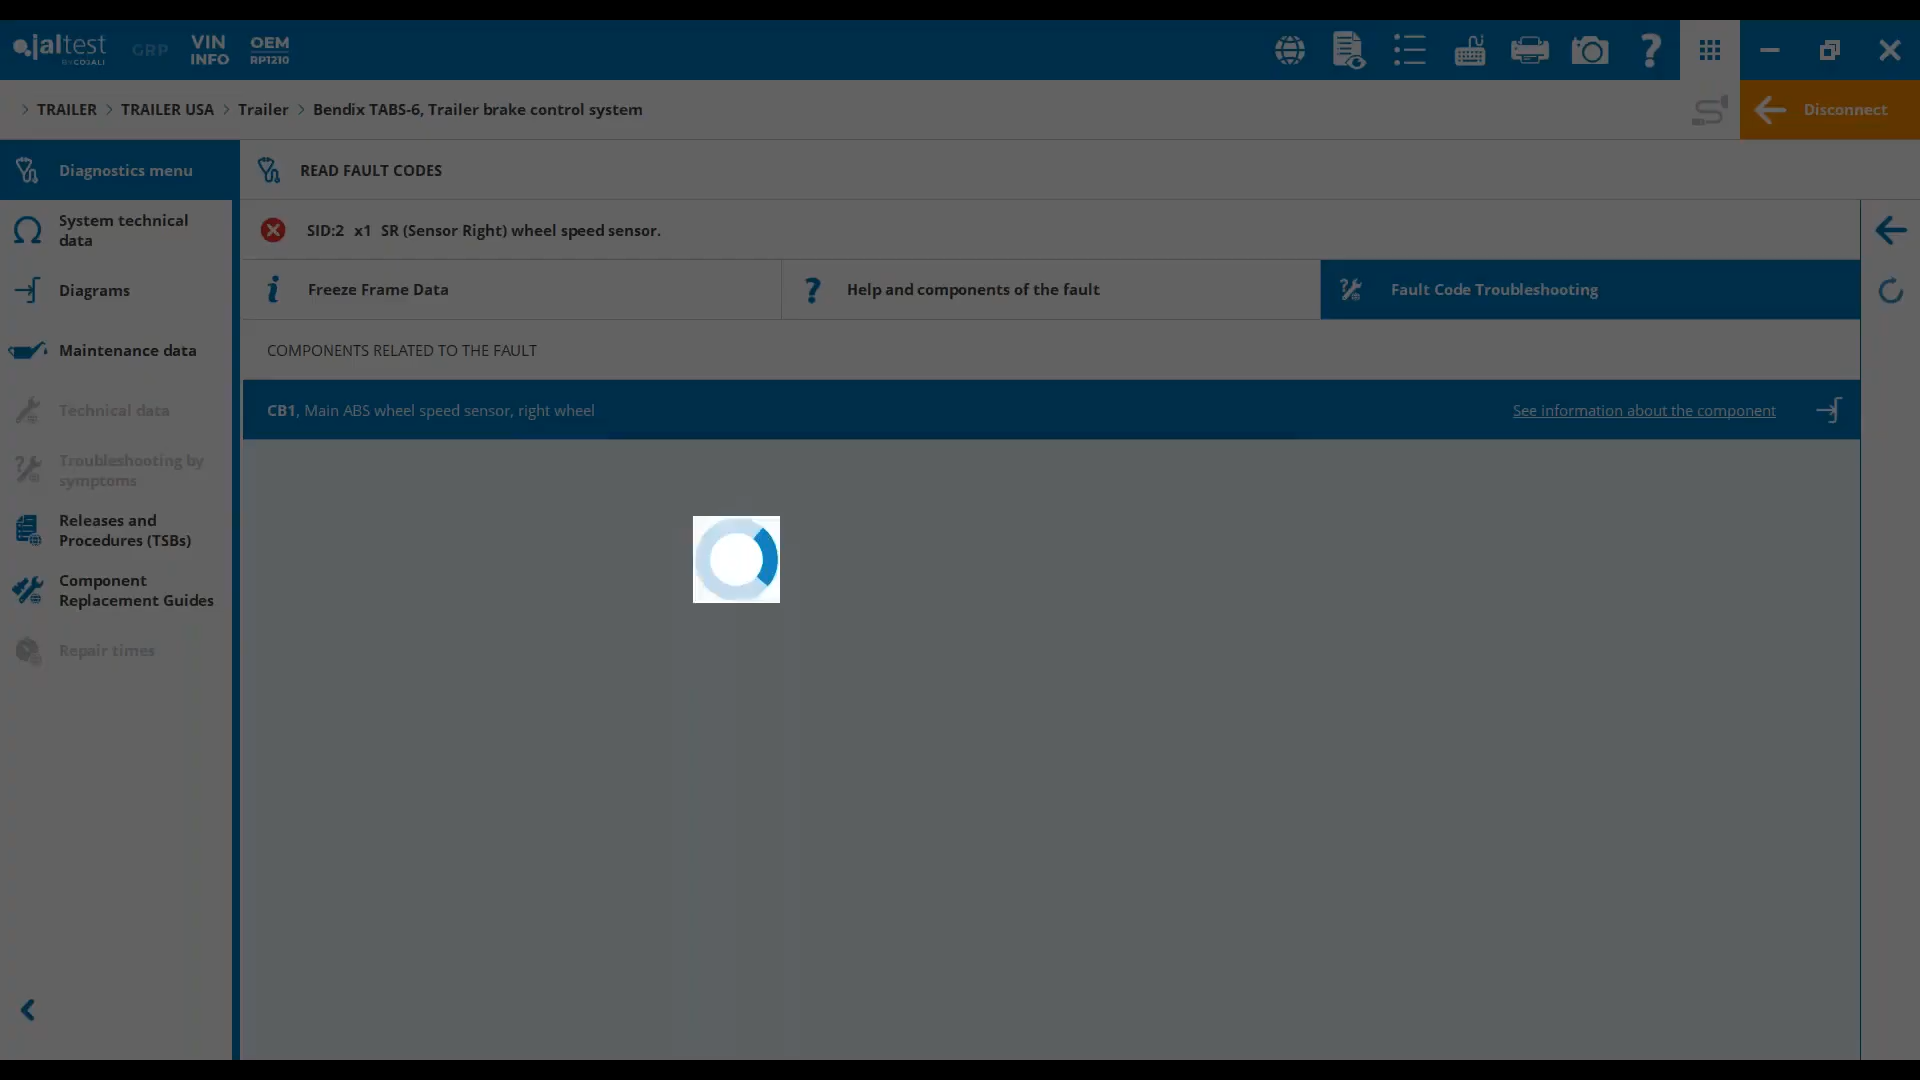 jaltest
BY COJALI
GRP
VIN
INFO
OEM
RP1210
TRAILER > TRAILER USA > Trailer > Bendix TABS-6, Trailer brake control system
Disconnect
Diagnostics menu
System technical
data
Diagrams
Maintenance data
Technical data
Troubleshooting by
symptoms
Releases and
Procedures (TSBs)
Component
Replacement Guides
Repair times
READ FAULT CODES
SID:2 x1 SR (Sensor Right) wheel speed sensor.
Freeze Frame Data
Help and components of the fault
Fault Code Troubleshooting
COMPONENTS RELATED TO THE FAULT
CB1, Main ABS wheel speed sensor, right wheel
See information about the component